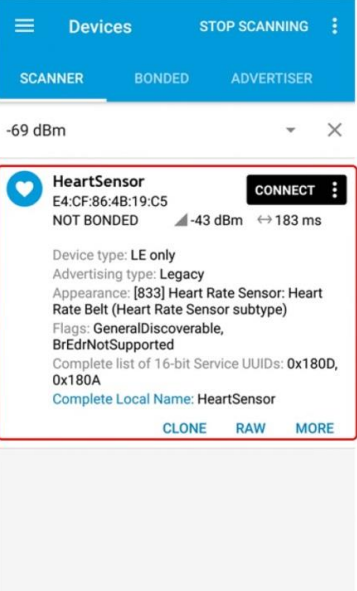 Devices STOP SCANNING
SCANNER BONDED ADVERTISER
-69 dBm
HeartSensor
CONNECT
E4:CF:86:4B:19:C5
NOT BONDED -43 dBm 183 ms
Device type: LE only
Advertising type: Legacy
Appearance: [833] Heart Rate Sensor: Heart
Rate Belt (Heart Rate Sensor subtype)
Flags: GeneralDiscoverable,
BrEdrNotSupported
Complete list of 16-bit Service UUIDs: 0x180D,
0x180A
Complete Local Name: HeartSensor
CLONE RAW MORE